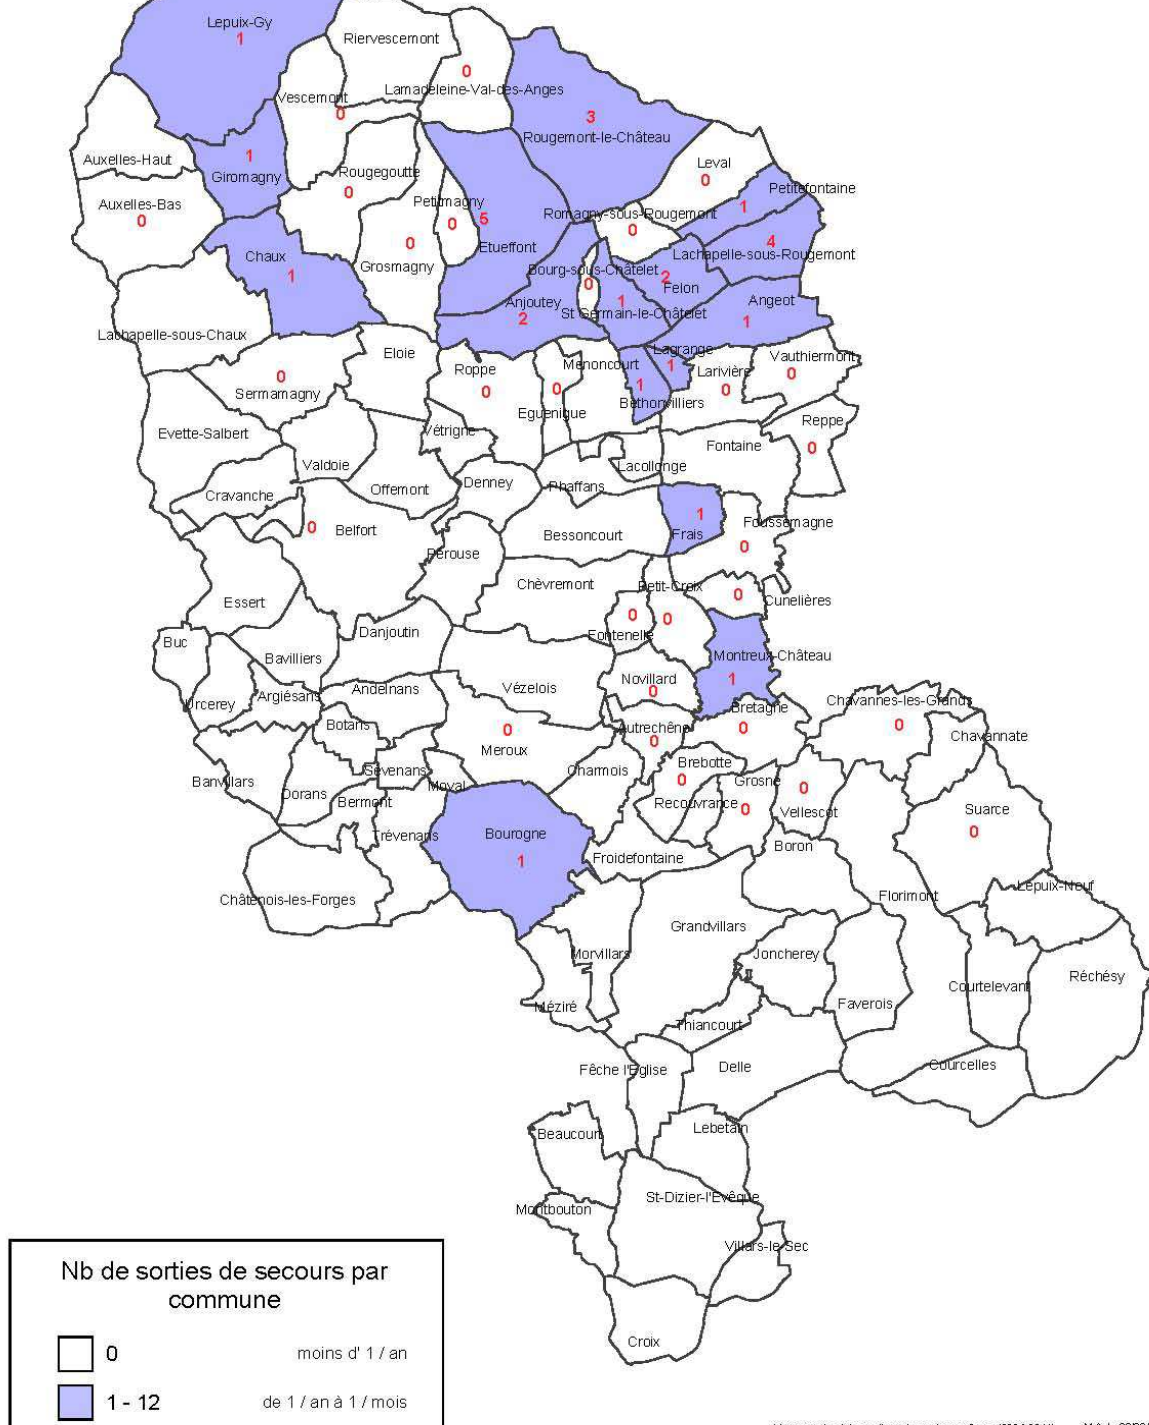 Lepuix-Gy
1
Riervescemont
0
Lamadeleine-Val-des-Anges
Vescemont
0
3
Rougemont-le-Château
Auxelles-Haut
1
Giromagny
Leval
0
Rougegoutte
0
Petitefontaine
1
Auxelles-Bas
0
Petitmagny
0
5
Etueffont
Romagny-sous-Rougemont
0
4
Lachapelle-sous-Rougemont
0
Grosmagny
Chaux
1
Bourg-sous-Châtelet
0
2
Felon
Anjoutey
2
1
St Germain-le-Châtelet
Angeot
1
Lachapelle-sous-Chaux
Eloie
Lagrange
1
Vauthiermont
0
Roppe
0
Menoncourt
Larivière
0
0
Sermamagny
0
Eguenigue
1
Bethonvilliers
Reppe
0
Evette-Salbert
Vétrigne
Fontaine
Valdoie
Lacollonge
Cravanche
Offemont
Denney
Phaffans
0
Belfort
Bessoncourt
1
Frais
Foussemagne
0
Pérouse
Chèvremont
Petit-Croix
0
0
Cunelières
Essert
0
Fontenelle
Buc
Danjoutin
Bavilliers
Montreux-Château
1
Novillard
0
Vézelois
Andelnans
Argiésans
Urcerey
Bretagne
0
Chavannes-les-Grands
0
Botans
Autrechêne
0
0
Meroux
Chavannate
Brebotte
0
Charmois
Sévenans
Banvillars
Moval
Grosne
0
0
Vellescot
Dorans
Bermont
Recouvrance
Suarce
0
Trévenans
Bourogne
1
Boron
Froidefontaine
Lepuix-Neuf
Florimont
Châtenois-les-Forges
Grandvillars
Morvillars
Joncherey
Réchésy
Courtelevant
Méziré
Faverois
Thiancourt
Fêche l'Eglise
Delle
Courcelles
Beaucourt
Lebetain
St-Dizier-l'Evêque
Montbouton
Villars-le-Sec
Croix
Nb de sorties de secours par
commune
0 moins d' 1 / an
1 - 12 de 1 / an à 1 / mois